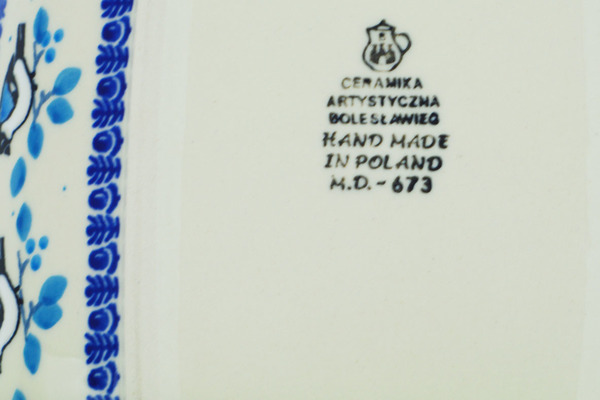 CERAMIKA
ARTYSTYCZNA
BOLESŁAWIEC
HAND MADE
IN POLAND
M.D. - 673